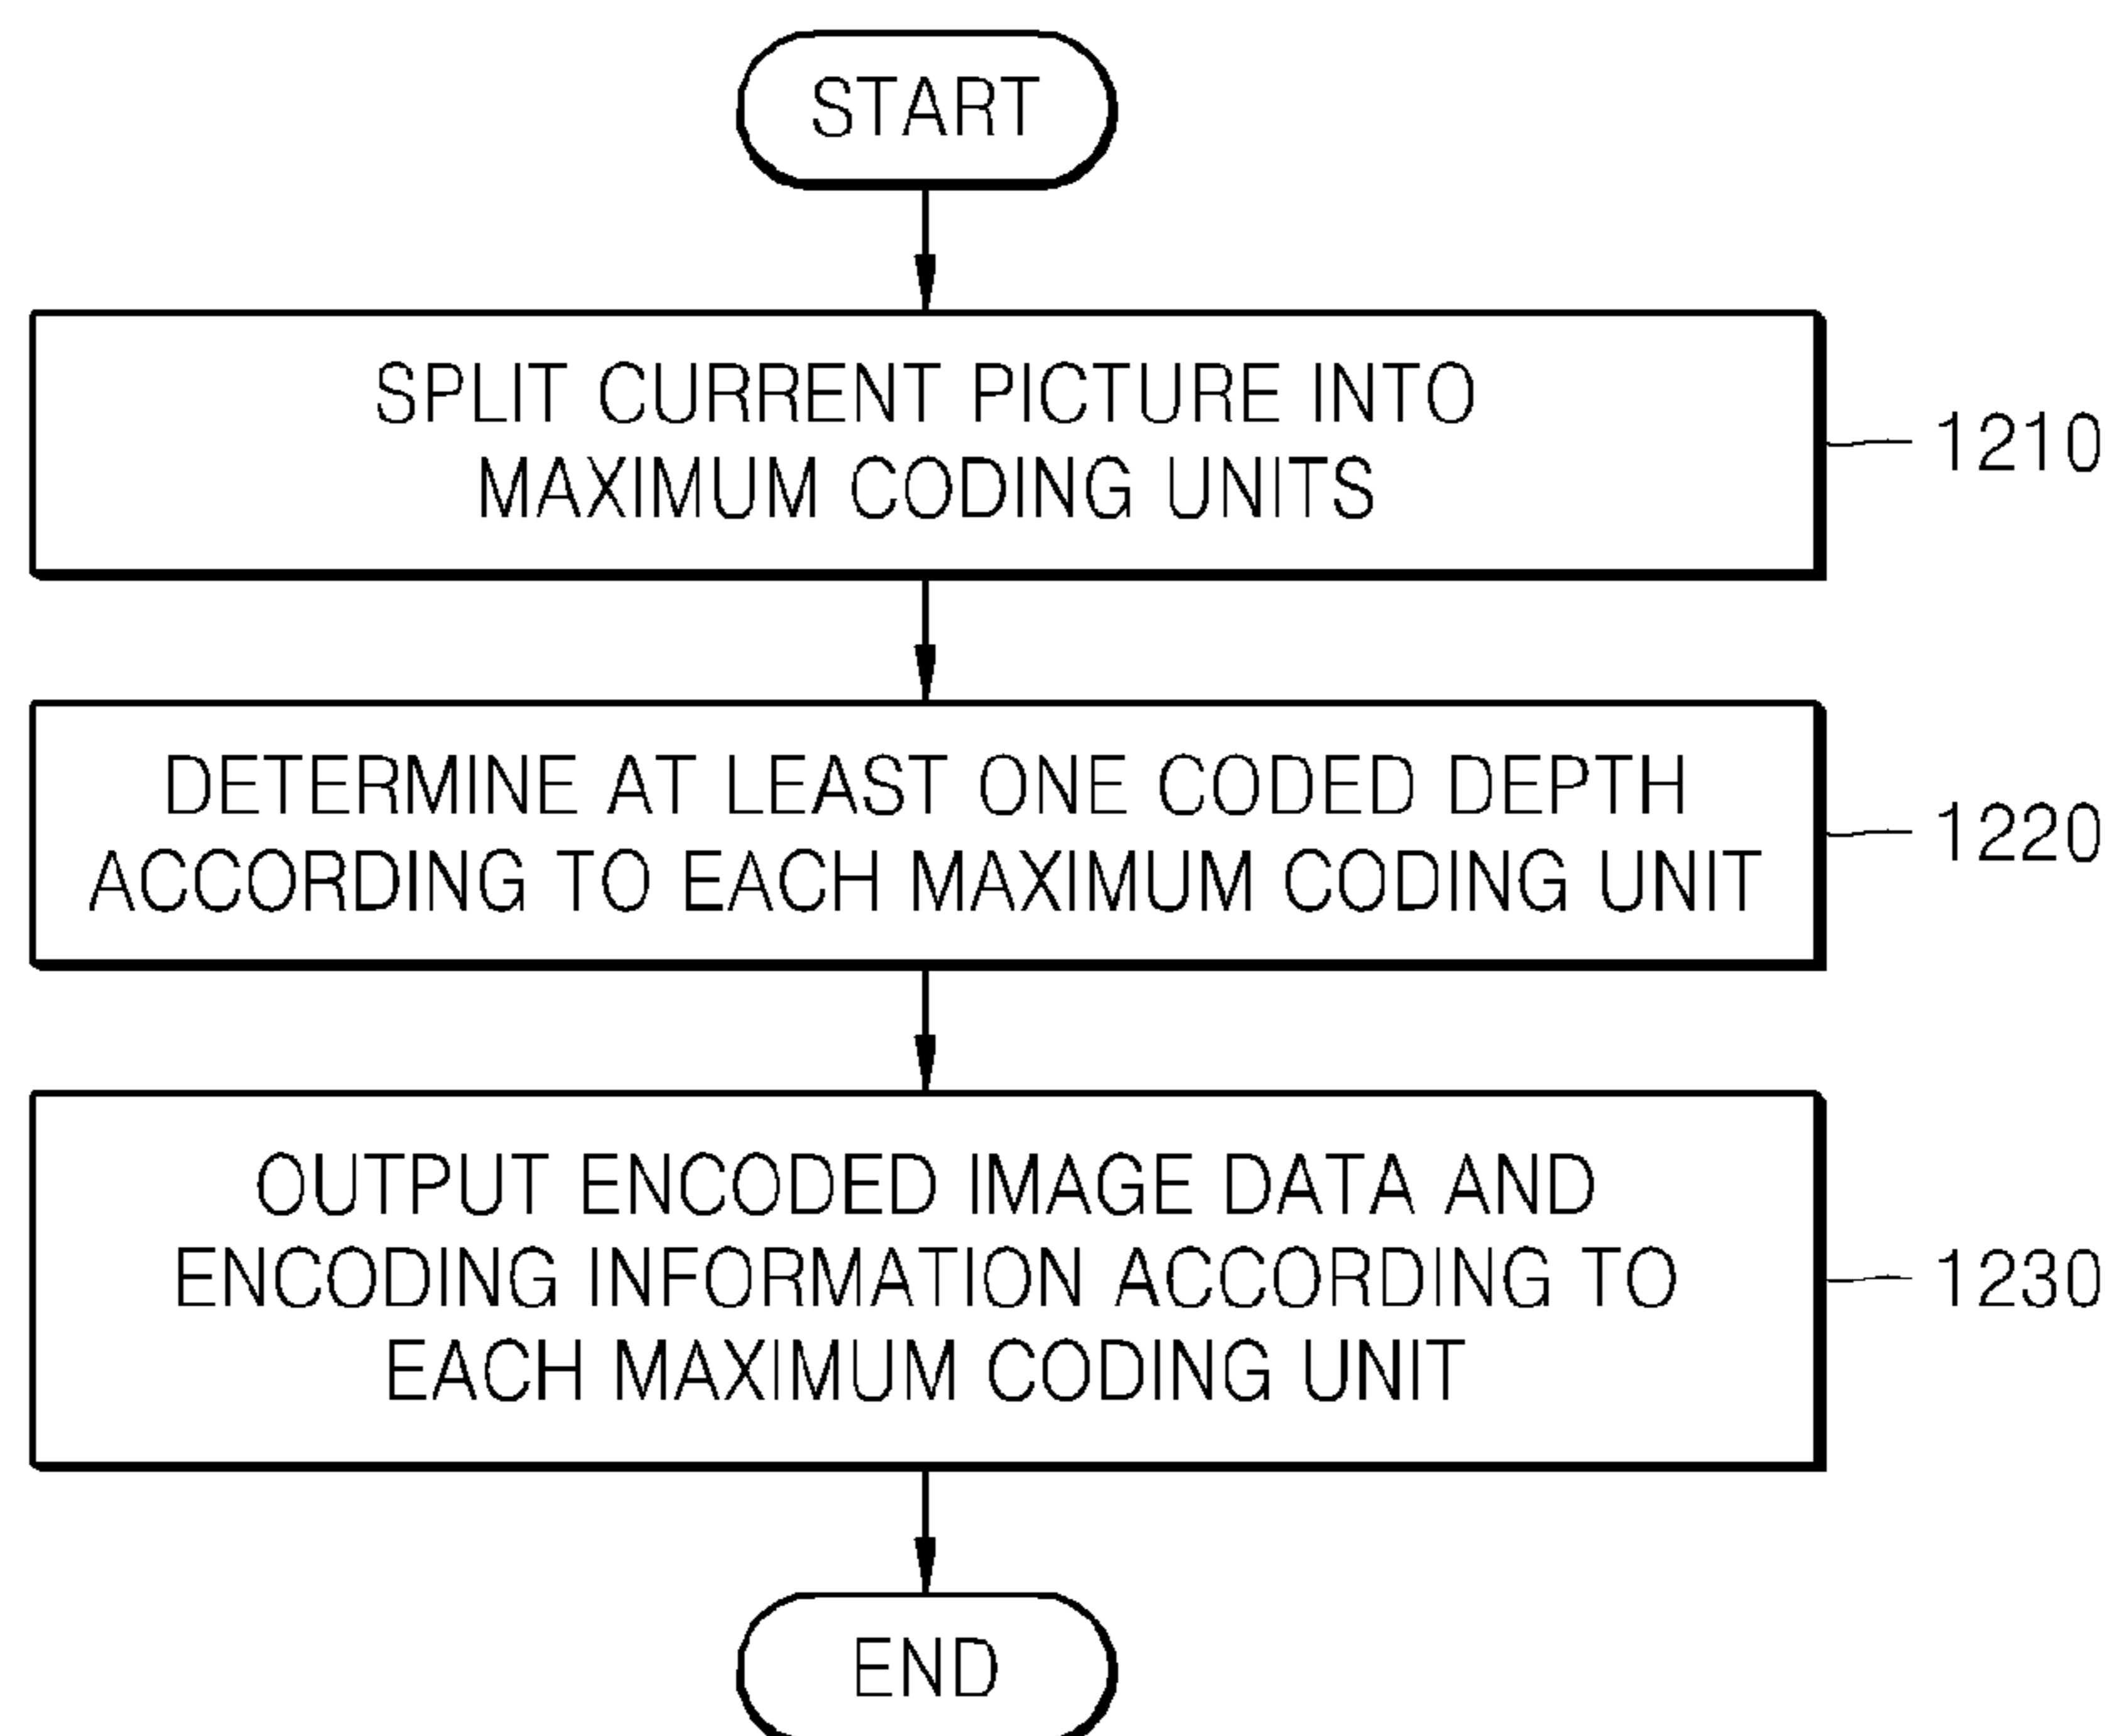 START
SPLIT CURRENT PICTURE INTO
MAXIMUM CODING UNITS
1210
DETERMINE AT LEAST ONE CODED DEPTH
ACCORDING TO EACH MAXIMUM CODING UNIT
1220
OUTPUT ENCODED IMAGE DATA AND
ENCODING INFORMATION ACCORDING TO
EACH MAXIMUM CODING UNIT
1230
END